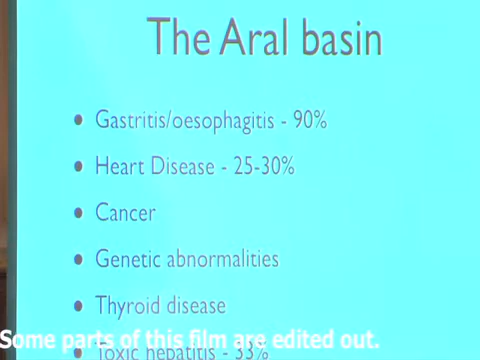 The Aral basin
• Gastritis/oesophagitis - 90%
• Heart Disease - 25-30%
• Cancer
• Genetic abnormalities
• Thyroid disease
• Toxic hepatitis - 33%
Some parts of this film are edited out.